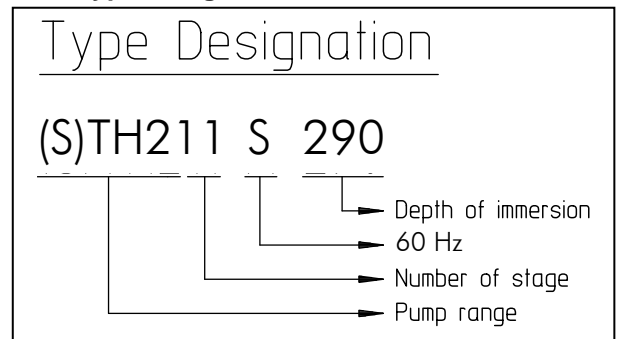 Type Designation
(S)TH211 S 290
Depth of immersion
60 Hz
Number of stage
Pump range